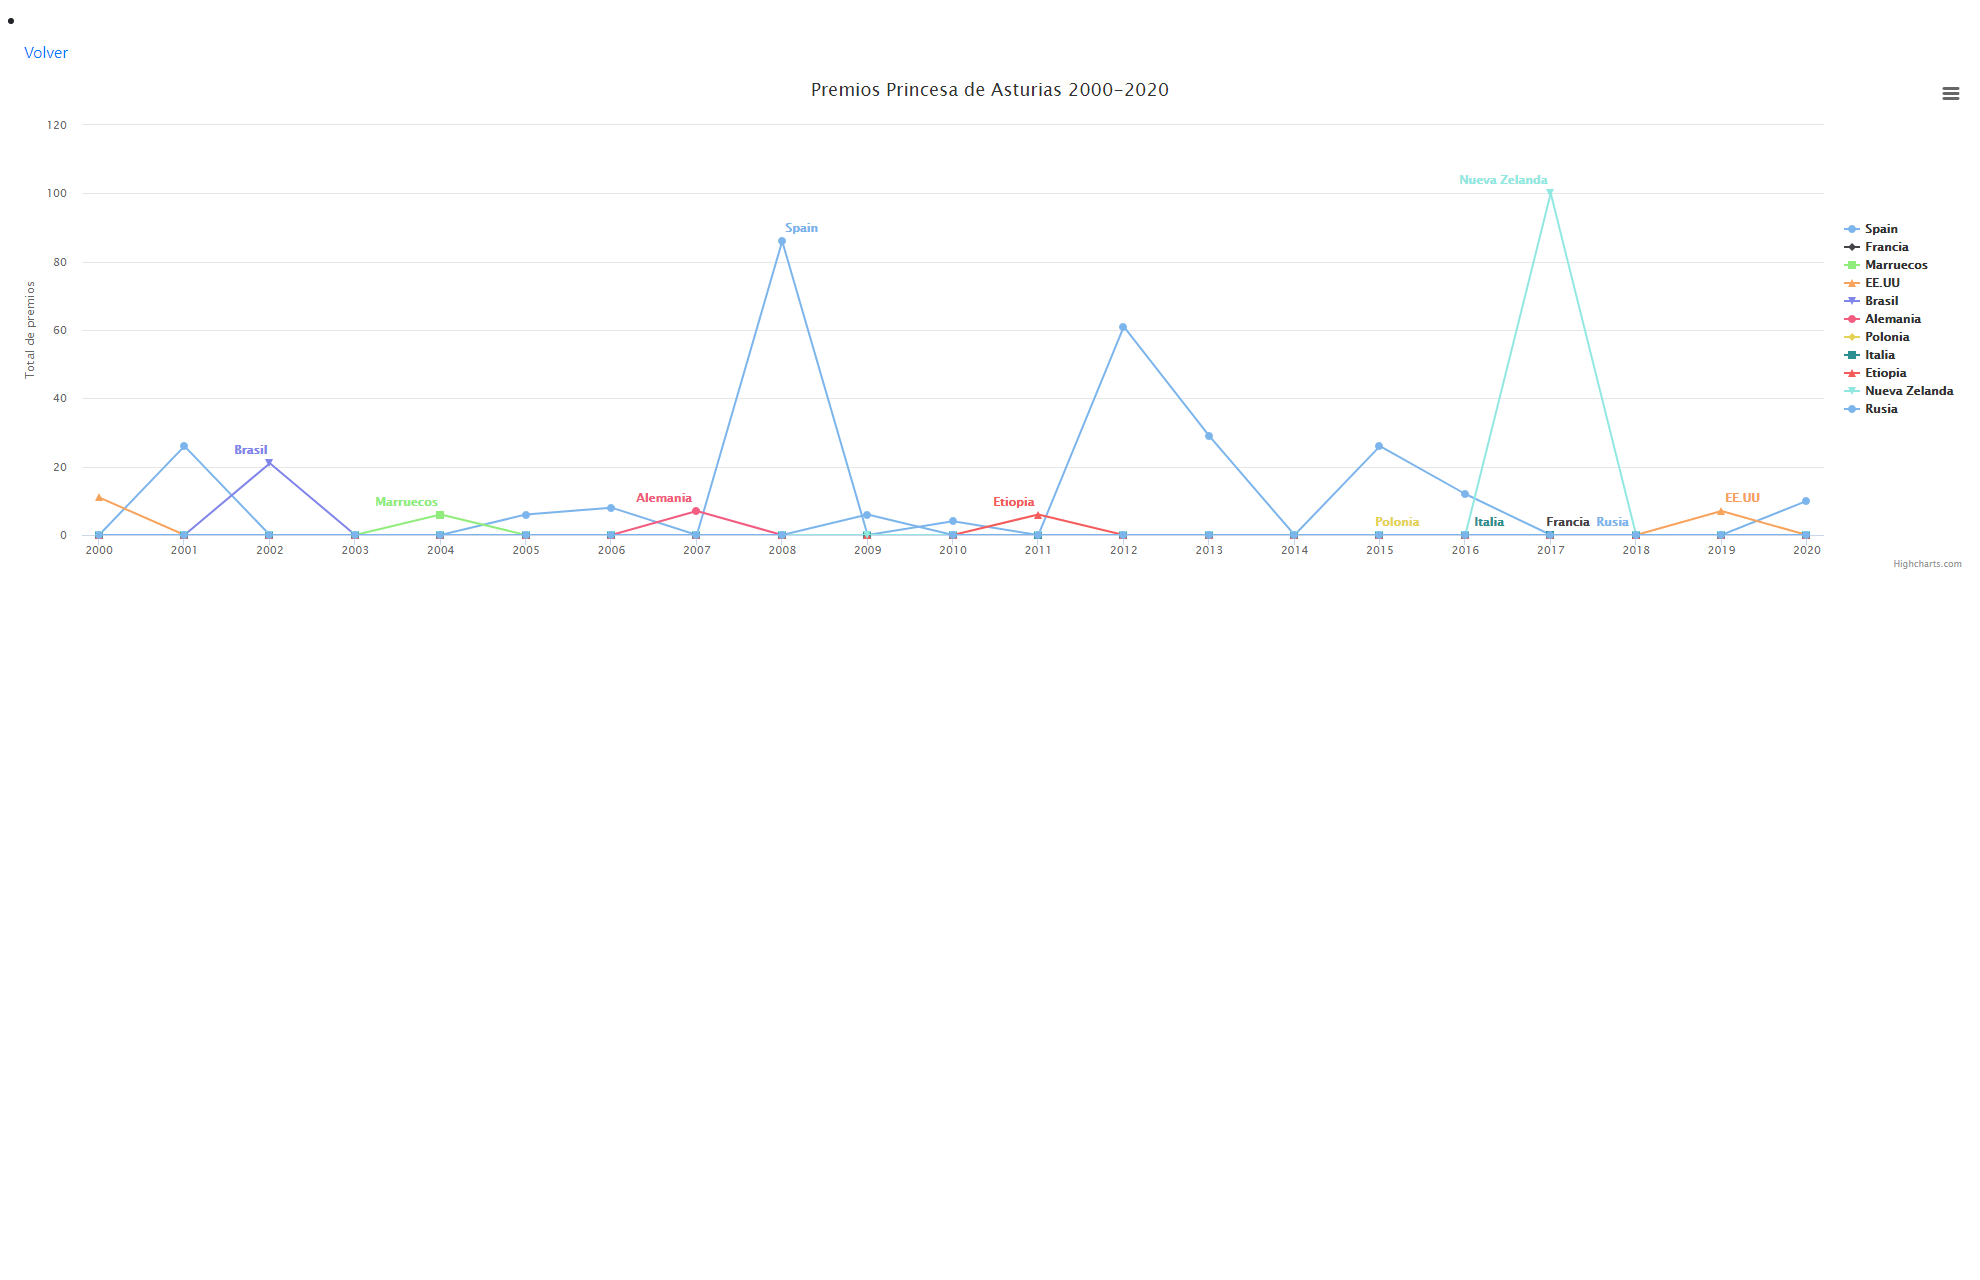 Volver
Premios Princesa de Asturias 2000-2020
Total de premios
120
100
80
60
40
20
0
Nueva Zelanda
Spain
Brasil
Marruecos
Alemania
Etiopia
EE.UU
Polonia
Italia
Francia
Rusia
2000 2001 2002 2003 2004 2005 2006 2007 2008 2009 2010 2011 2012 2013 2014 2015 2016 2017 2018 2019 2020
Spain
Francia
Marruecos
EE.UU
Brasil
Alemania
Polonia
Italia
Etiopia
Nueva Zelanda
Rusia
Highcharts.com